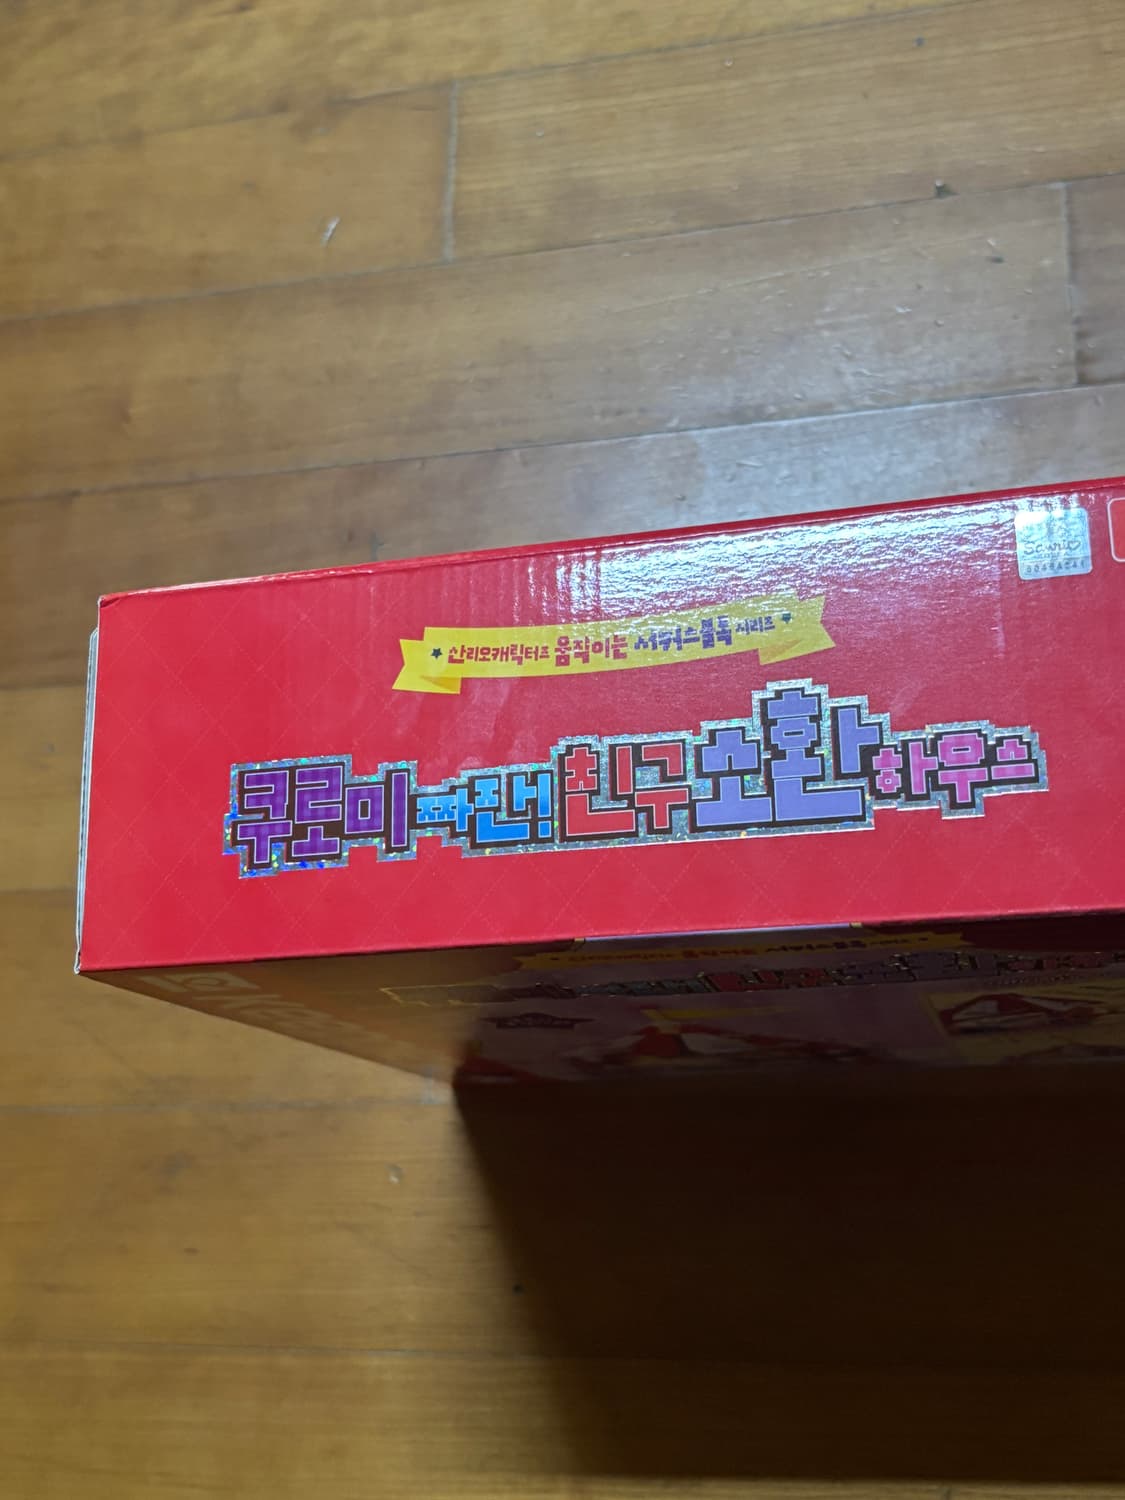 Sanrio
산리오캐릭터즈 움직이는 서커스블록 시리즈
쿠로미 짜잔! 친구 소환 하우스